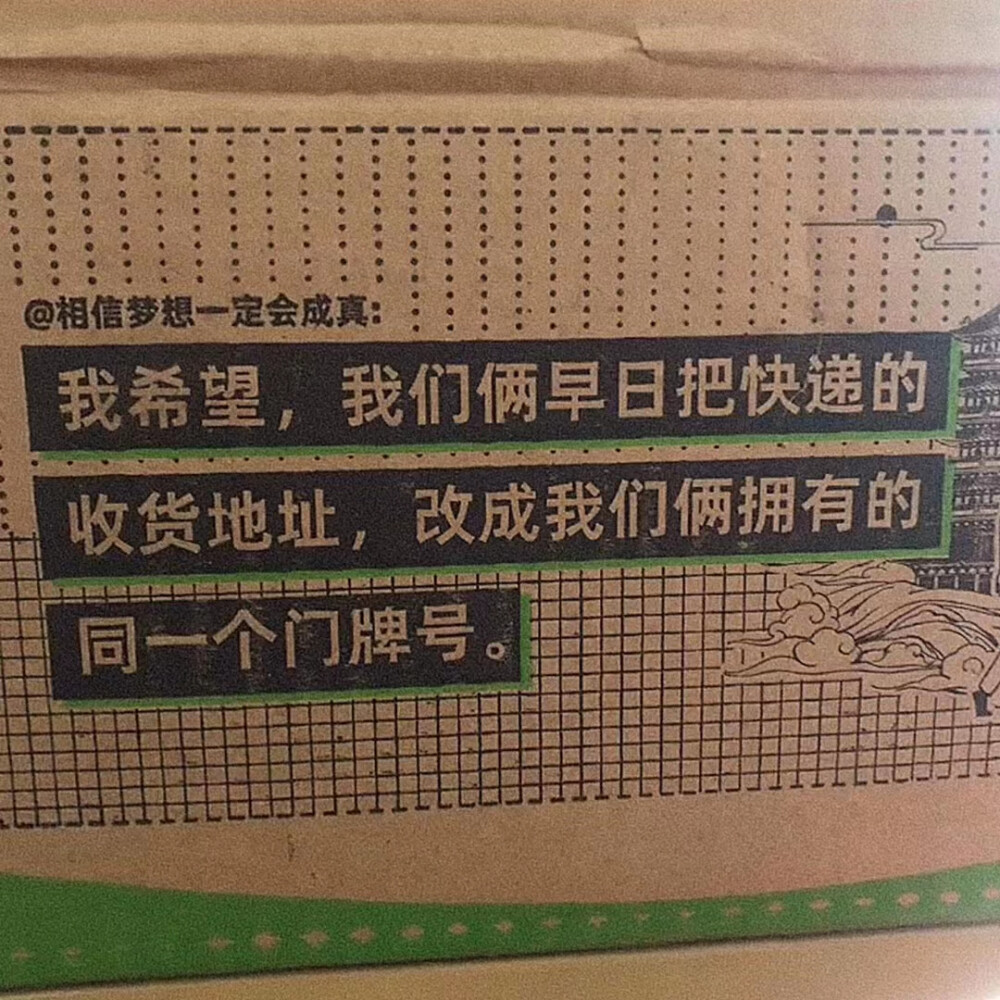 @相信梦想一定会成真:
我希望，我们俩早日把快递的
收货地址，改成我们俩拥有的
同一个门牌号。